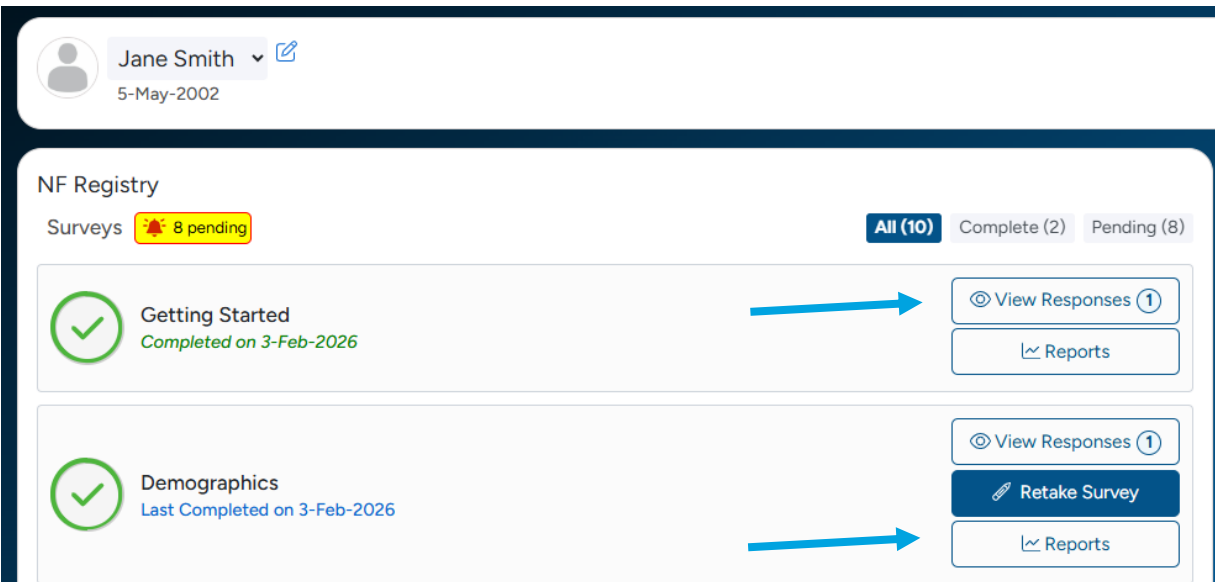 Jane Smith
5-May-2002
NF Registry
Surveys 8 pending All (10) Complete (2) Pending (8)
Getting Started
Completed on 3-Feb-2026
View Responses 1
Reports
Demographics
Last Completed on 3-Feb-2026
View Responses 1
Retake Survey
Reports